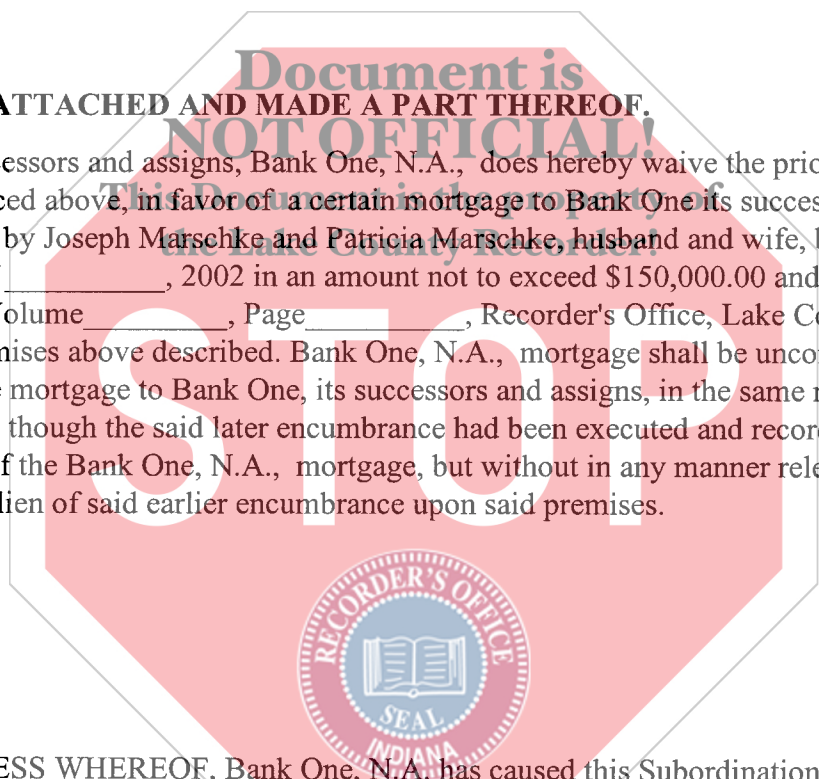 Document is
ATTACHED AND MADE A PART THEREOF.
NOT OFFICIAL!
essors and assigns, Bank One, N.A., does hereby waive the prio
ced above, in favor of a certain mortgage to Bank One its succes
This Document is the property of
by Joseph Marschke and Patricia Marschke, husband and wife,
the Lake County Recorder!
__________, 2002 in an amount not to exceed $150,000.00 and
olume_________, Page__________, Recorder's Office, Lake Co
nises above described. Bank One, N.A., mortgage shall be unco
mortgage to Bank One, its successors and assigns, in the same
though the said later encumbrance had been executed and recor
f the Bank One, N.A., mortgage, but without in any manner rele
lien of said earlier encumbrance upon said premises.
STOP
RECORDER'S OFFICE
SEAL
INDIANA
ESS WHEREOF, Bank One, N.A. has caused this Subordination